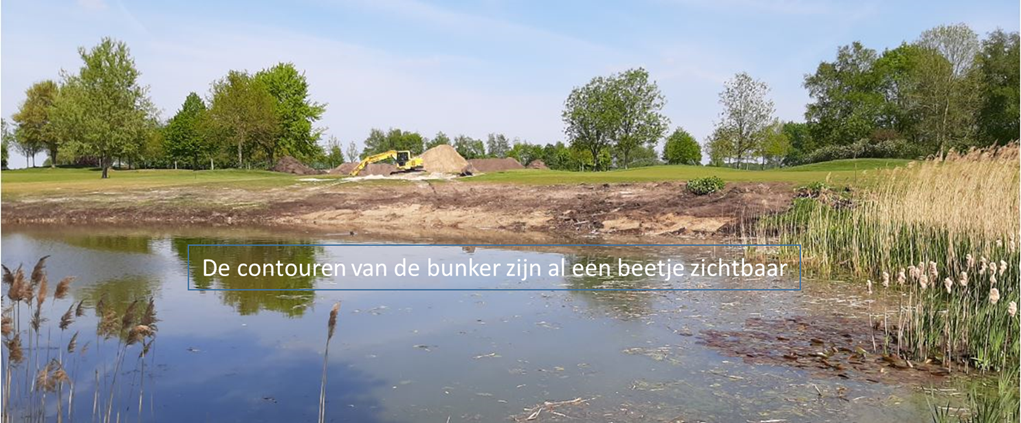 De contouren van de bunker zijn al een beetje zichtbaar